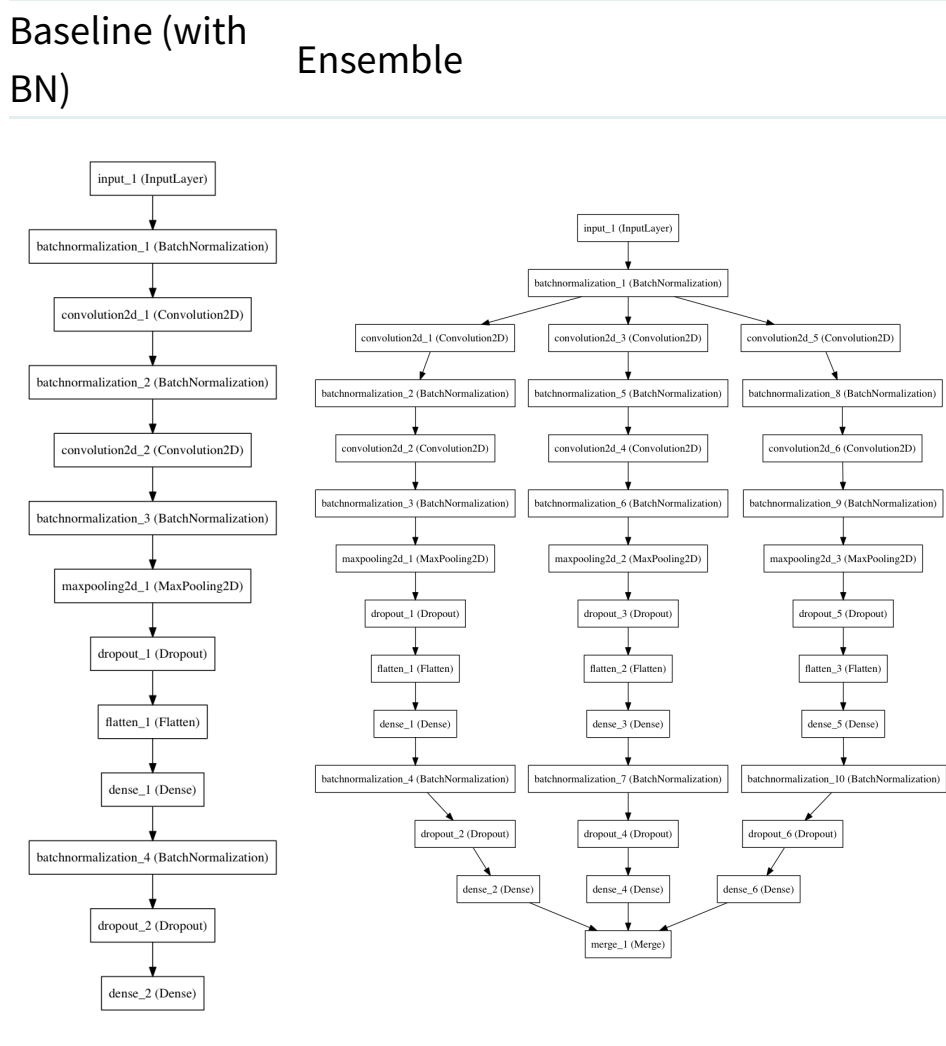 Baseline (with
BN)
Ensemble
input_1 (InputLayer)
batchnormalization_1 (BatchNormalization)
convolution2d_1 (Convolution2D)
batchnormalization_2 (BatchNormalization)
convolution2d_2 (Convolution2D)
batchnormalization_3 (BatchNormalization)
maxpooling2d_1 (MaxPooling2D)
dropout_1 (Dropout)
flatten_1 (Flatten)
dense_1 (Dense)
batchnormalization_4 (BatchNormalization)
dropout_2 (Dropout)
dense_2 (Dense)
input_1 (InputLayer)
batchnormalization_1 (BatchNormalization)
convolution2d_1 (Convolution2D)
convolution2d_3 (Convolution2D)
convolution2d_5 (Convolution2D)
batchnormalization_2 (BatchNormalization)
batchnormalization_5 (BatchNormalization)
batchnormalization_8 (BatchNormalization)
convolution2d_2 (Convolution2D)
convolution2d_4 (Convolution2D)
convolution2d_6 (Convolution2D)
batchnormalization_3 (BatchNormalization)
batchnormalization_6 (BatchNormalization)
batchnormalization_9 (BatchNormalization)
maxpooling2d_1 (MaxPooling2D)
maxpooling2d_2 (MaxPooling2D)
maxpooling2d_3 (MaxPooling2D)
dropout_1 (Dropout)
dropout_3 (Dropout)
dropout_5 (Dropout)
flatten_1 (Flatten)
flatten_2 (Flatten)
flatten_3 (Flatten)
dense_1 (Dense)
dense_3 (Dense)
dense_5 (Dense)
batchnormalization_4 (BatchNormalization)
batchnormalization_7 (BatchNormalization)
batchnormalization_10 (BatchNormalization)
dropout_2 (Dropout)
dropout_4 (Dropout)
dropout_6 (Dropout)
dense_2 (Dense)
dense_4 (Dense)
dense_6 (Dense)
merge_1 (Merge)